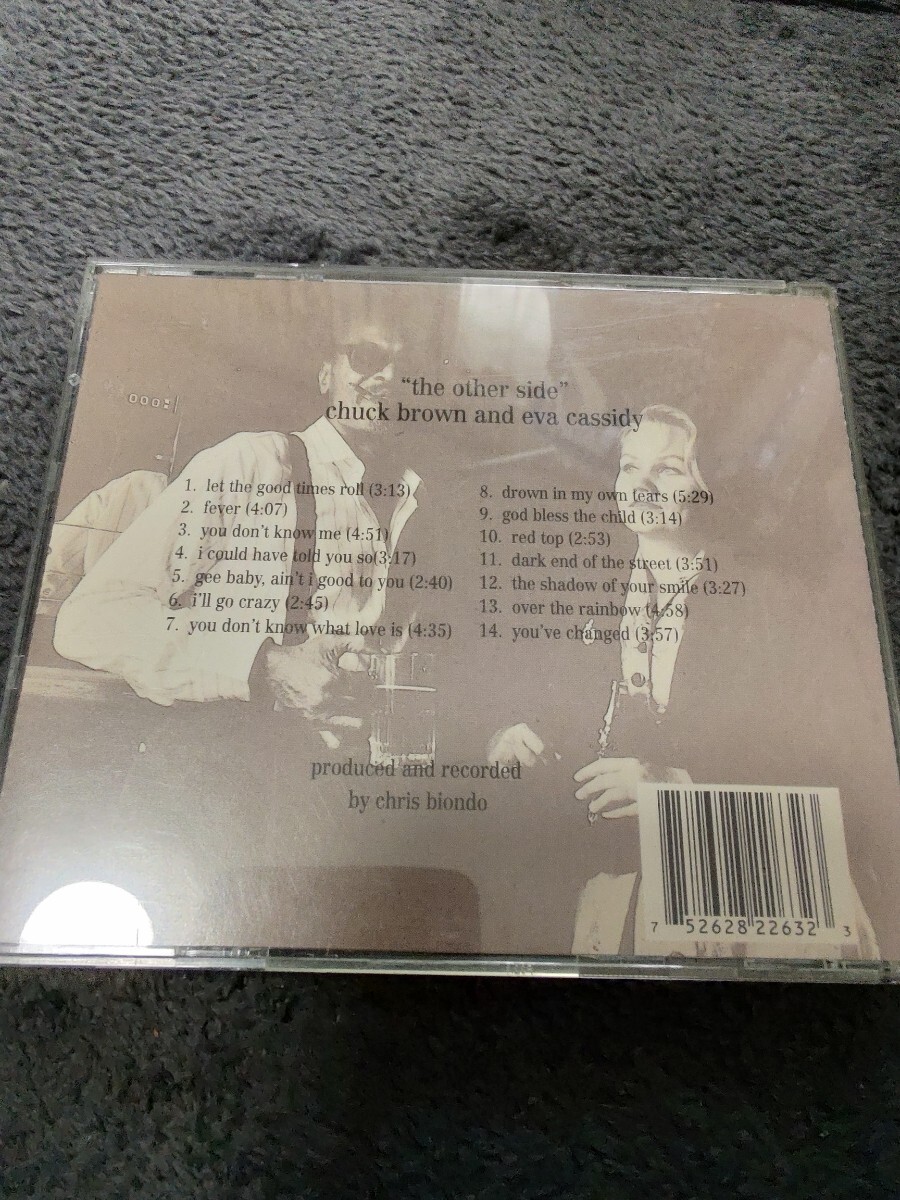 "the other side"
chuck brown and eva cassidy
1. let the good times roll (3:13)
2. fever (4:07)
3. you don't know me (4:51)
4. i could have told you so(3:17)
5. gee baby, ain't i good to you (2:40)
6. i'll go crazy (2:45)
7. you don't know what love is (4:35)
8. drown in my own tears (5:29)
9. god bless the child (3:14)
10. red top (2:53)
11. dark end of the street (3:51)
12. the shadow of your smile (3:27)
13. over the rainbow (4:58)
14. you've changed (3:57)
produced and recorded
by chris biondo
7 52628 22632 3